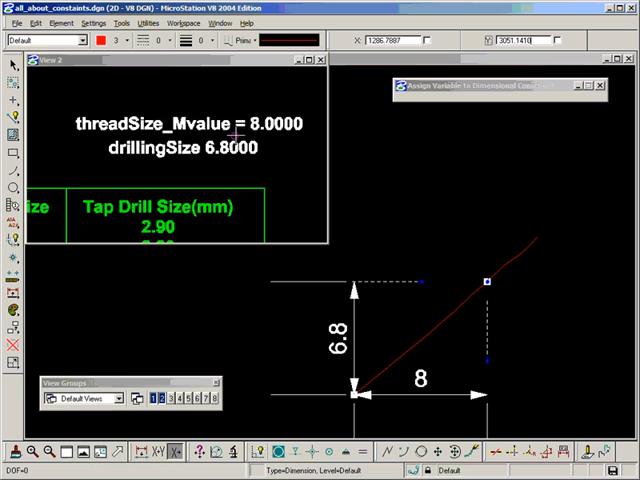 all_about_constaints.dgn (2D - V8 DGN) - MicroStation V8 2004 Edition
File Edit Element Settings Tools Utilities Workspace Window Help
Default 3 0 0 Prima X: 1286.7887 Y: 3051.1410
View 2
Assign Variable to Dimensional Con
threadSize_Mvalue = 8.0000
drillingSize 6.8000
ize Tap Drill Size(mm)
2.90
6.8
8
View Groups
Default Views 1 2 3 4 5 6 7 8
DOF=0 Type=Dimension, Level=Default Default